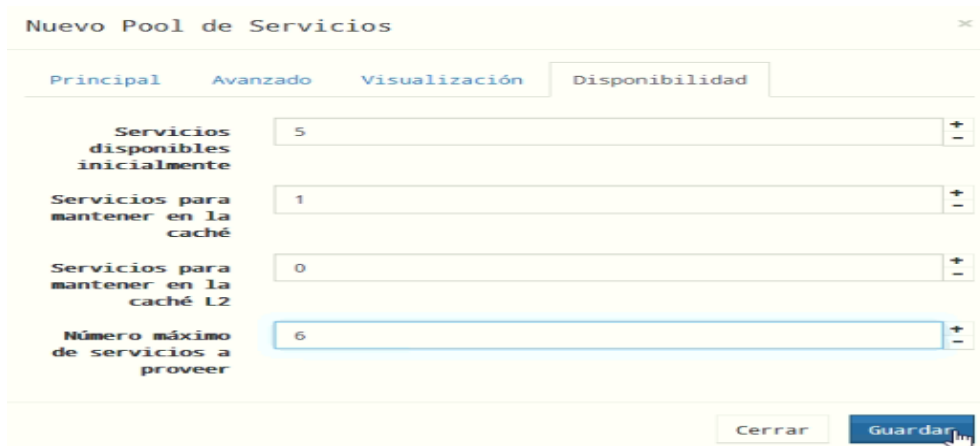 Nuevo Pool de Servicios
×
Principal
Avanzado
Visualización
Disponibilidad
Servicios
disponibles
inicialmente
5
+
-
Servicios para
mantener en la
caché
1
+
-
Servicios para
mantener en la
caché L2
0
+
-
Número máximo
de servicios a
proveer
6
+
-
Cerrar
Guardar